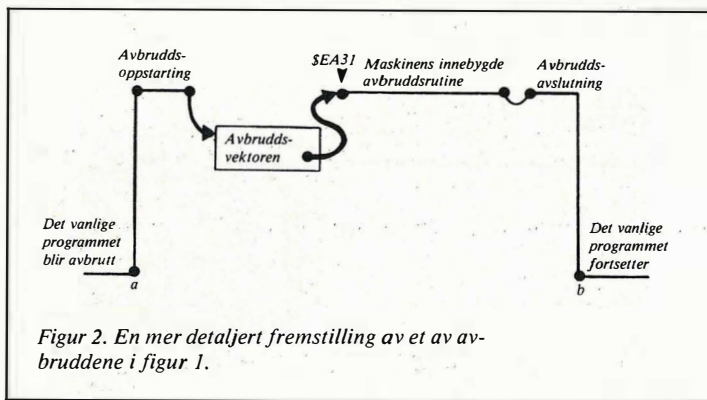 Avbrudds-
oppstarting
$EA31
Maskinens innebygde
avbruddsrutine
Avbrudds-
avslutning
Avbrudds-
vektoren
Det vanlige
programmet
blir avbrutt
a
Det vanlige
programmet
fortsetter
b
Figur 2. En mer detaljert fremstilling av et av av-
bruddene i figur 1.